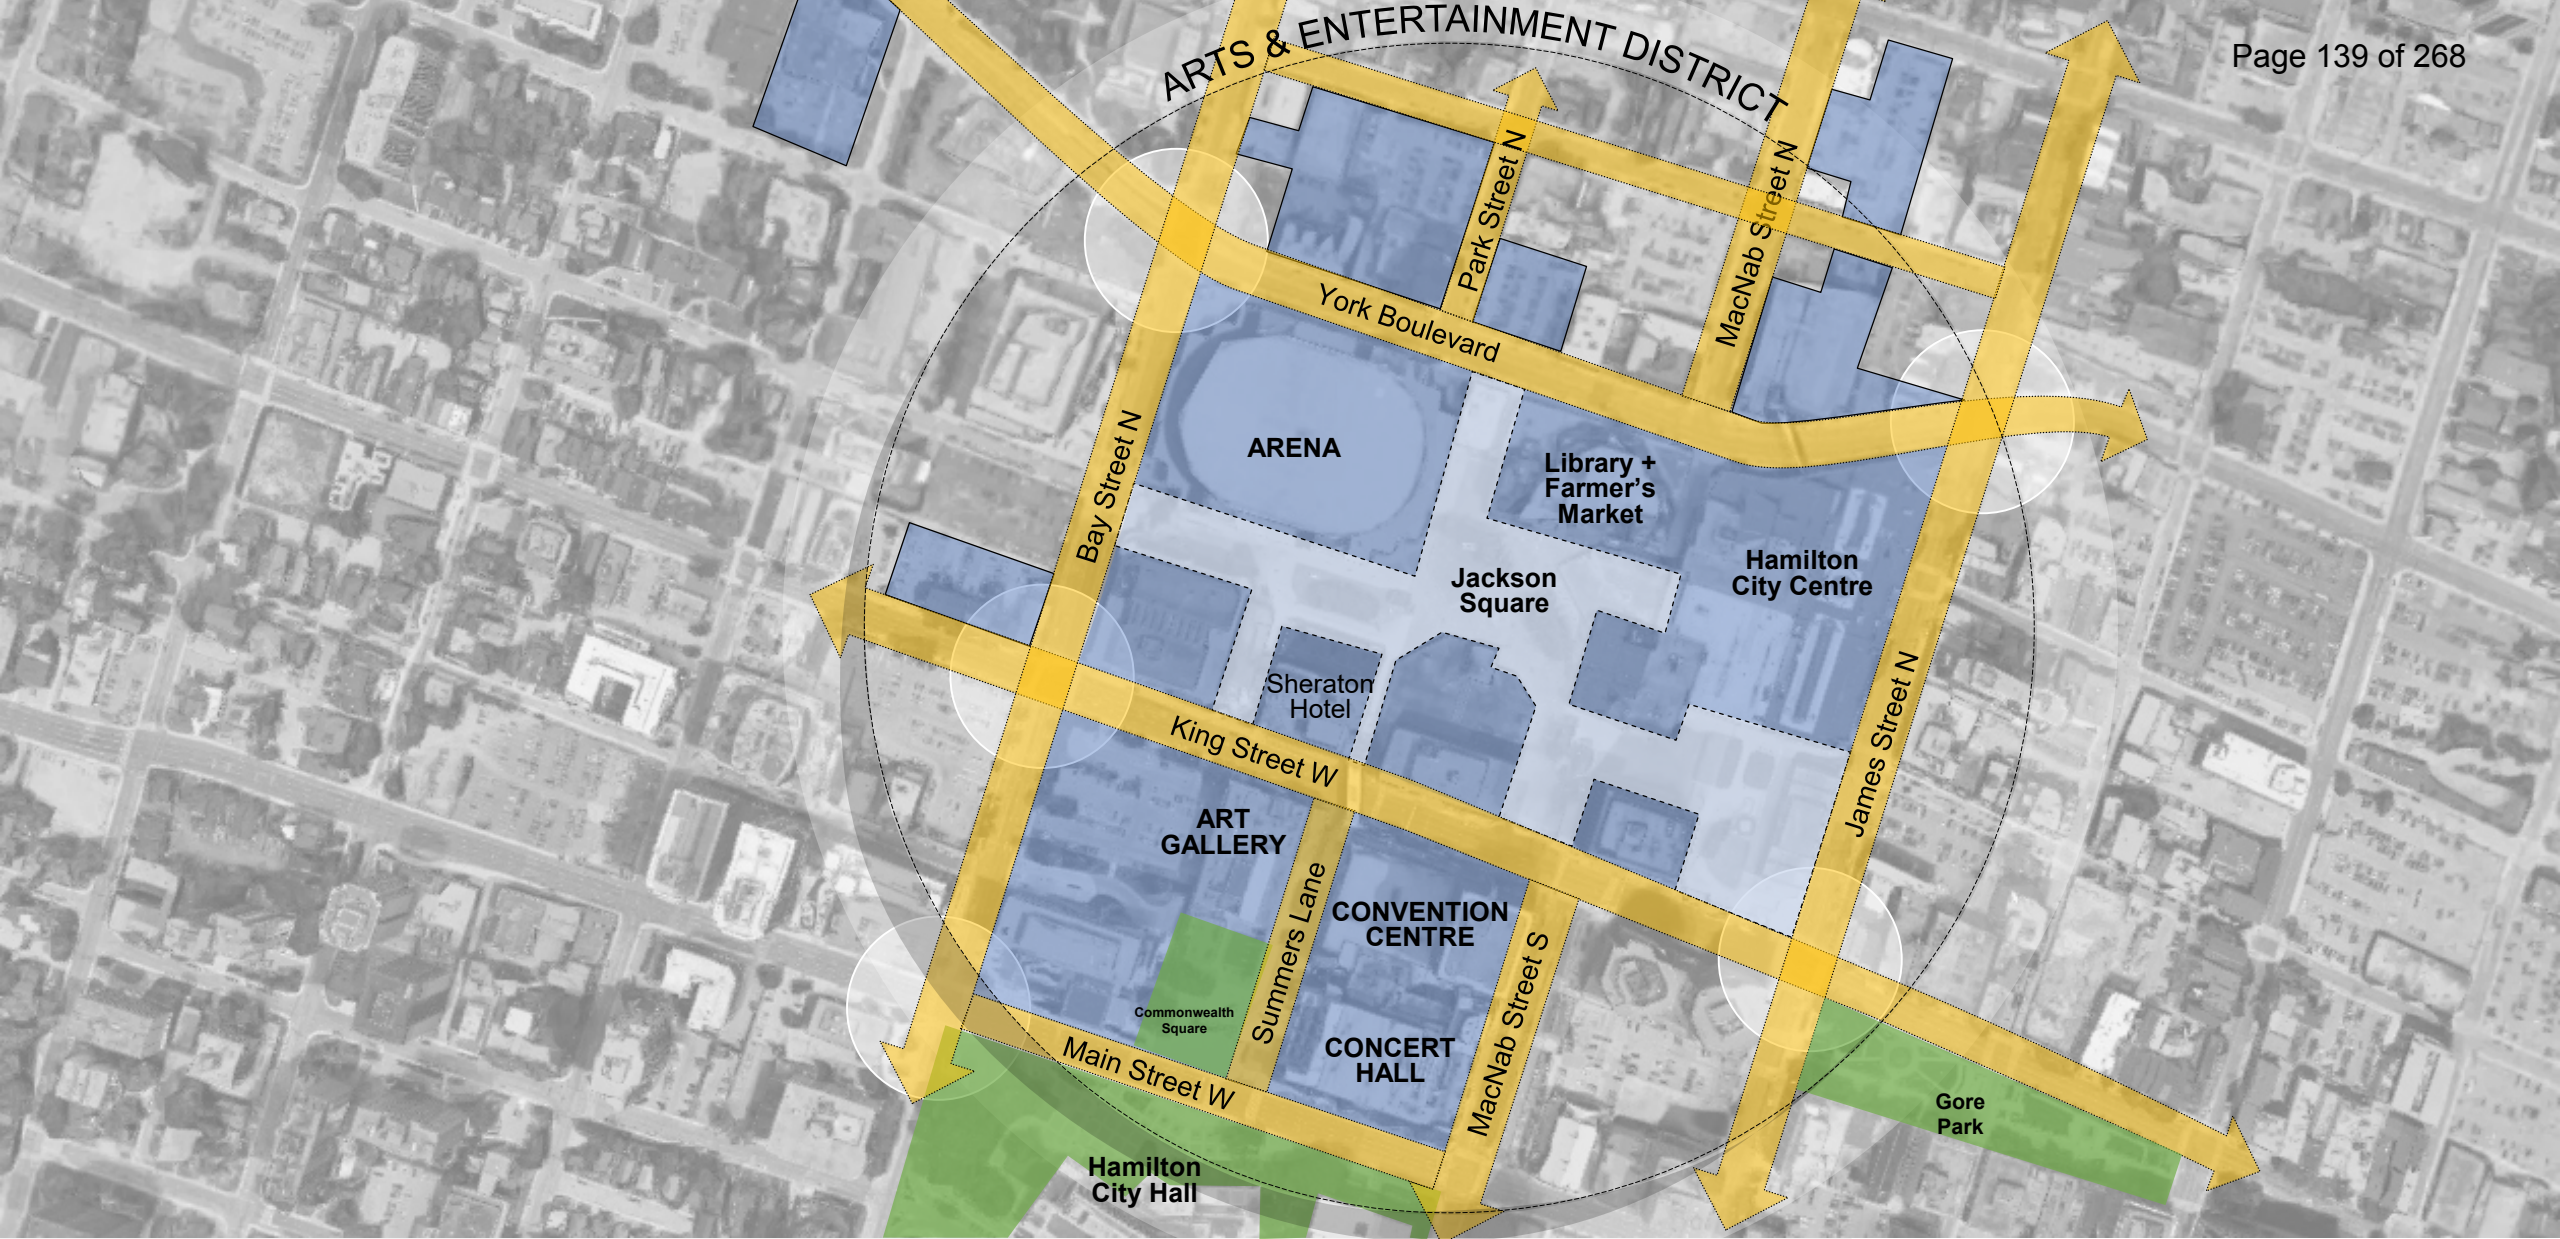 Page 139 of 268
ARTS & ENTERTAINMENT DISTRICT
Park Street N
MacNab Street N
York Boulevard
Bay Street N
ARENA
Library +
Farmer’s
Market
Hamilton
City Centre
Jackson
Square
Sheraton
Hotel
King Street W
James Street N
ART
GALLERY
Summers Lane
CONVENTION
CENTRE
MacNab Street S
Commonwealth
Square
CONCERT
HALL
Main Street W
Gore
Park
Hamilton
City Hall